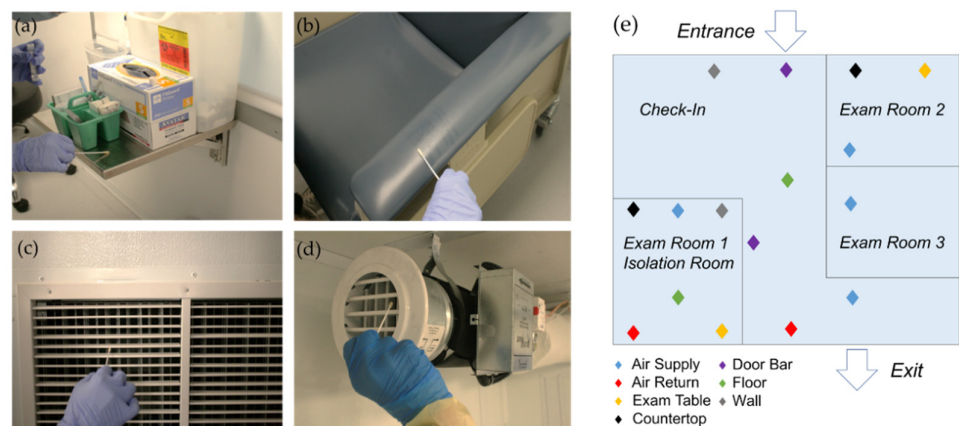 (a)
(b)
(c)
(d)
(e)
Entrance
Check-In
Exam Room 2
Exam Room 1
Isolation Room
Exam Room 3
Air Supply
Air Return
Exam Table
Countertop
Door Bar
Floor
Wall
Exit